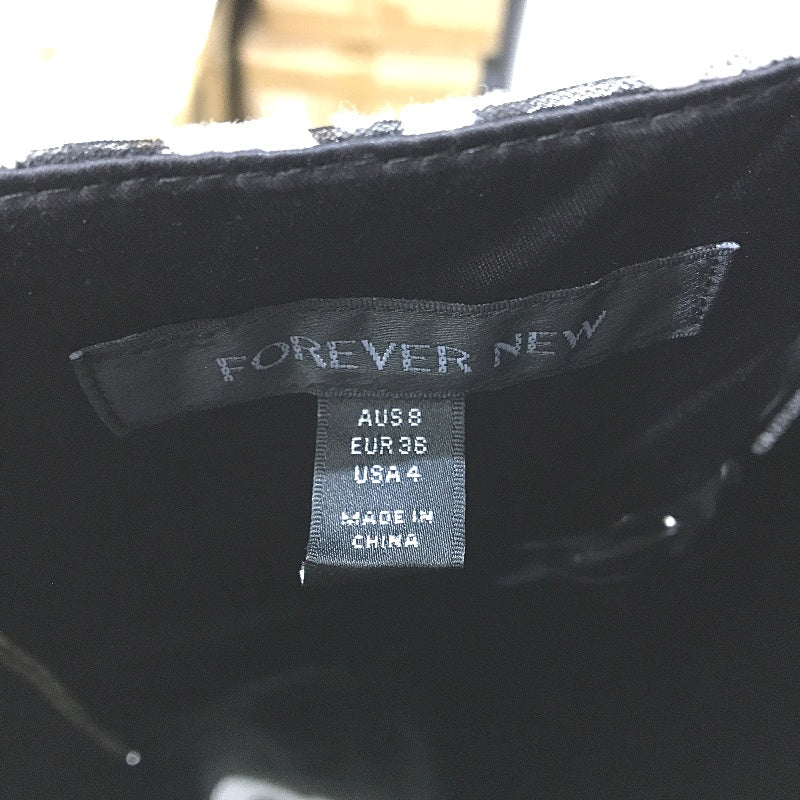 FOREVER NEW
AUS 8
EUR 36
USA 4
MADE IN
CHINA